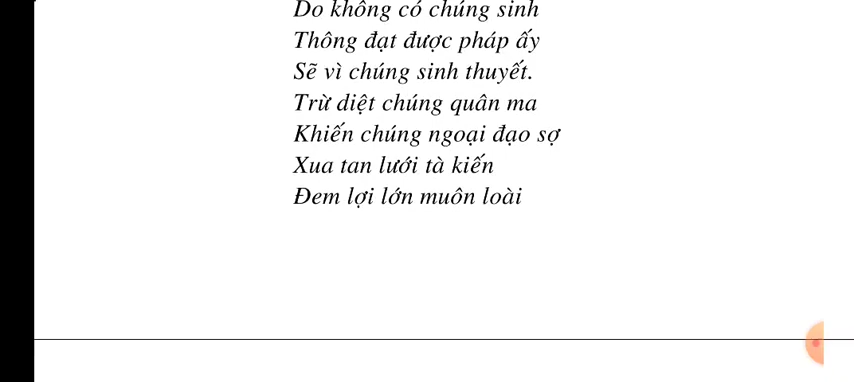 Do không có chúng sinh
Thông đạt được pháp ấy
Sẽ vì chúng sinh thuyết.
Trừ diệt chúng quân ma
Khiến chúng ngoại đạo sợ
Xua tan lưới tà kiến
Đem lợi lớn muôn loài